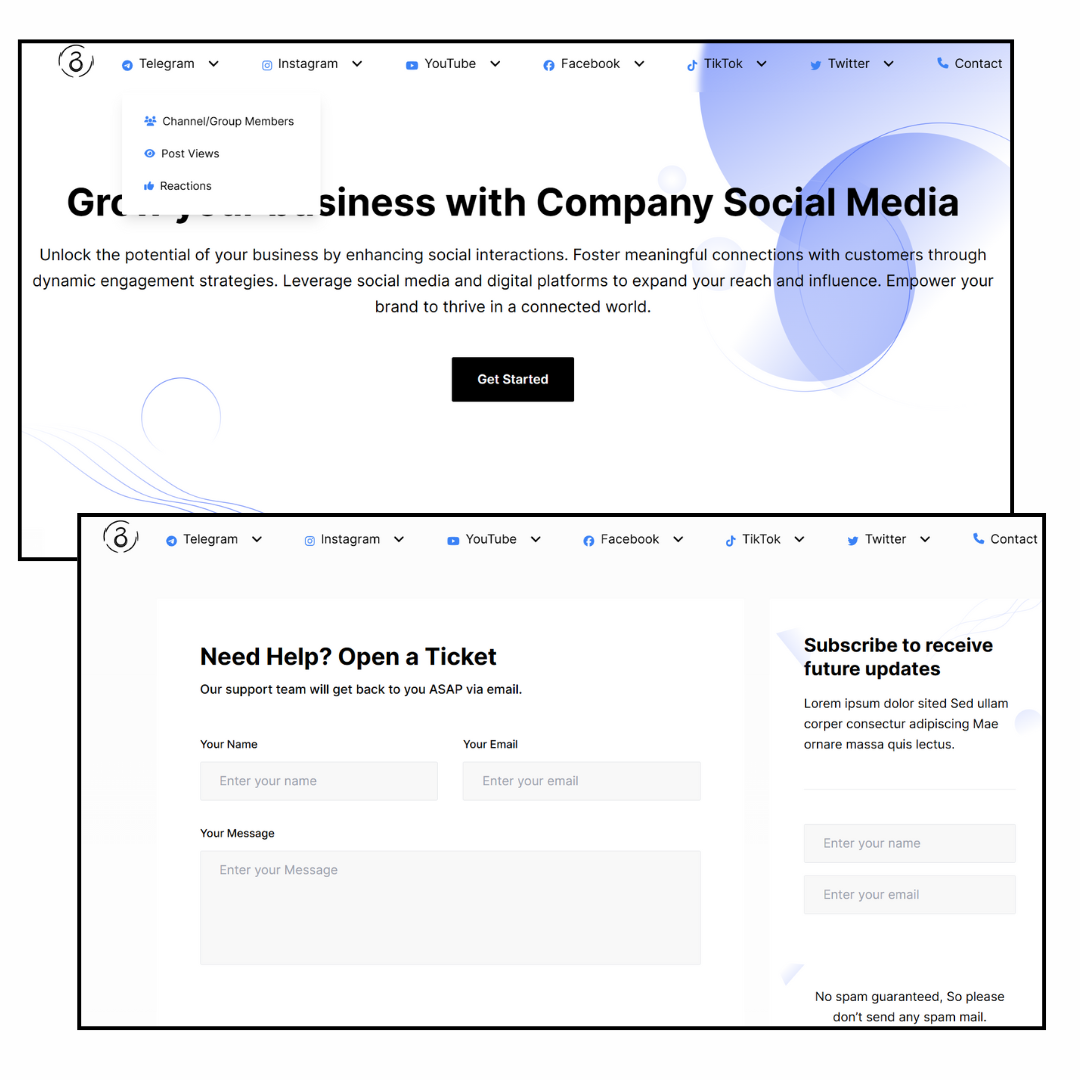 8 Telegram Instagram YouTube Facebook TikTok Twitter Contact
Channel/Group Members
Post Views
Reactions
Grow your business with Company Social Media
Unlock the potential of your business by enhancing social interactions. Foster meaningful connections with customers through
dynamic engagement strategies. Leverage social media and digital platforms to expand your reach and influence. Empower your
brand to thrive in a connected world.
Get Started
8 Telegram Instagram YouTube Facebook TikTok Twitter Contact
Need Help? Open a Ticket
Our support team will get back to you ASAP via email.
Your Name
Your Email
Enter your name
Enter your email
Your Message
Enter your Message
Subscribe to receive
future updates
Lorem ipsum dolor sited Sed ullam
corper consectur adipiscing Mae
ornare massa quis lectus.
Enter your name
Enter your email
No spam guaranteed, So please
don't send any spam mail.